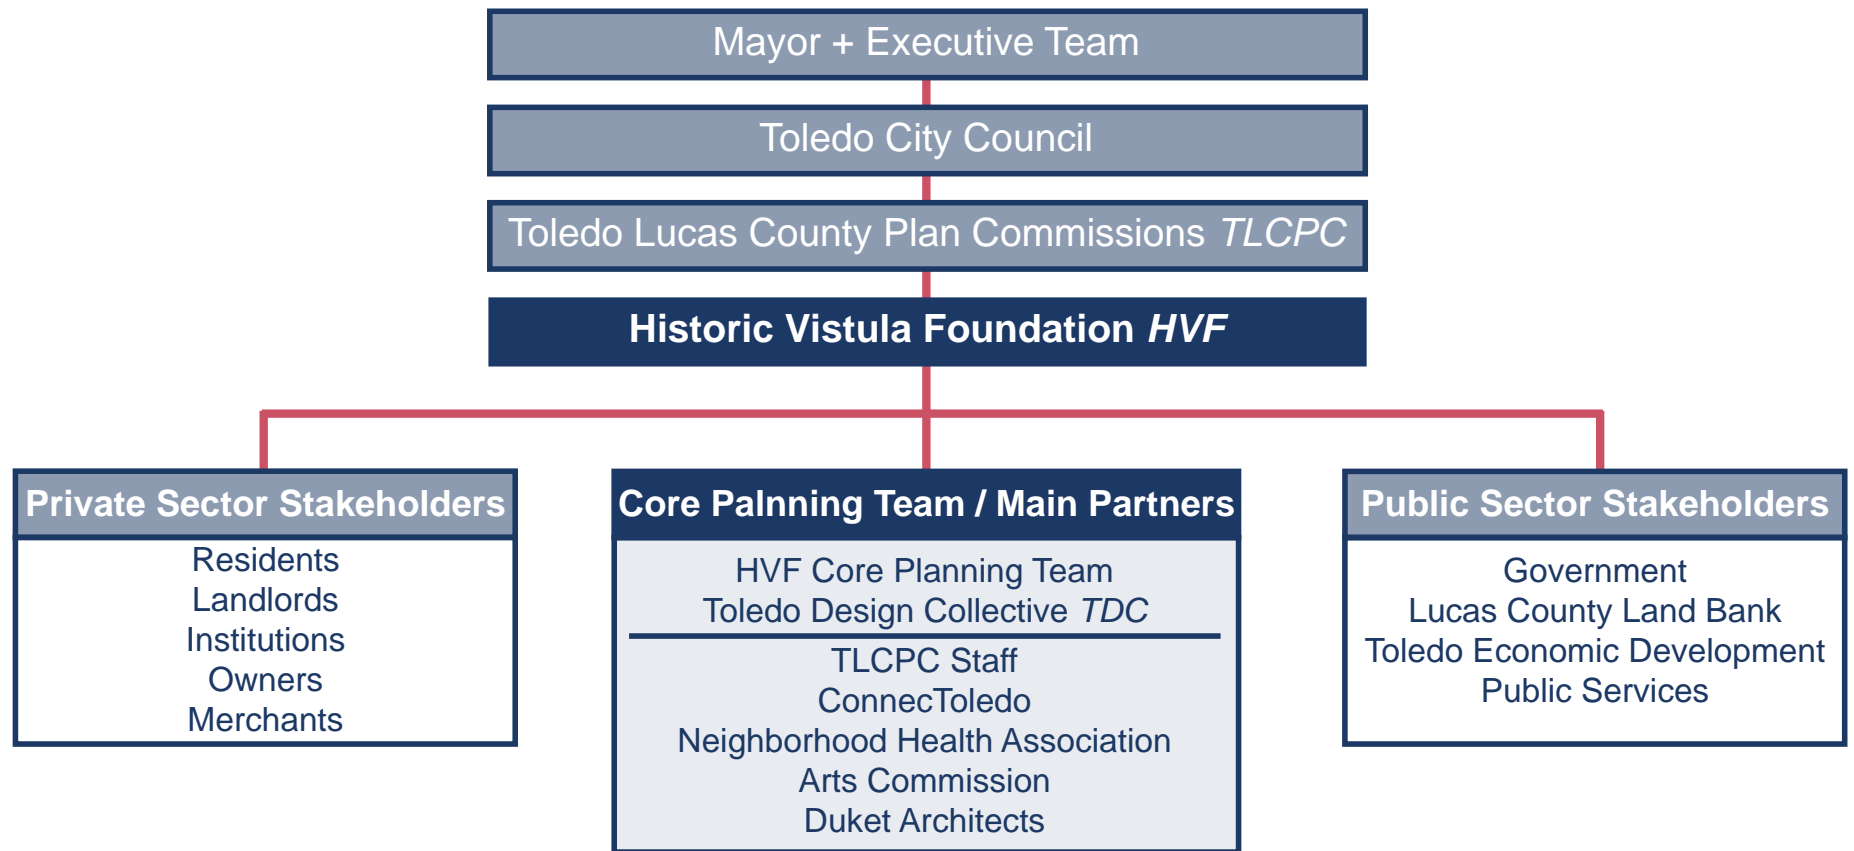 Mayor + Executive Team
Toledo City Council
Toledo Lucas County Plan Commissions TLCPC
Historic Vistula Foundation HVF
Private Sector Stakeholders
Residents
Landlords
Institutions
Owners
Merchants
Core Palnning Team / Main Partners
HVF Core Planning Team
Toledo Design Collective TDC
TLCPC Staff
ConnecToledo
Neighborhood Health Association
Arts Commission
Duket Architects
Public Sector Stakeholders
Government
Lucas County Land Bank
Toledo Economic Development
Public Services